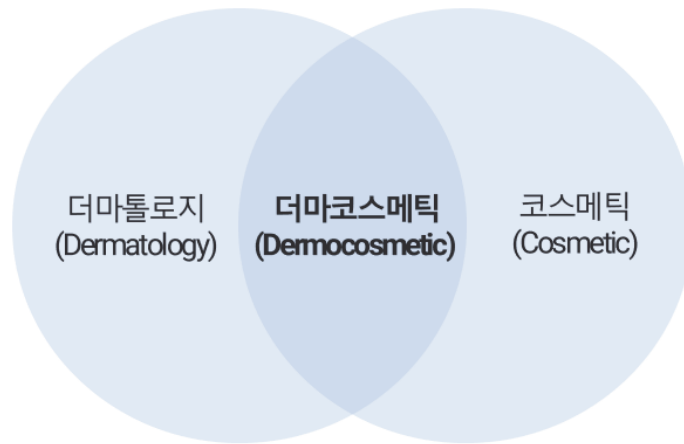 더마톨로지
(Dermatology)
더마코스메틱
(Dermocosmetic)
코스메틱
(Cosmetic)